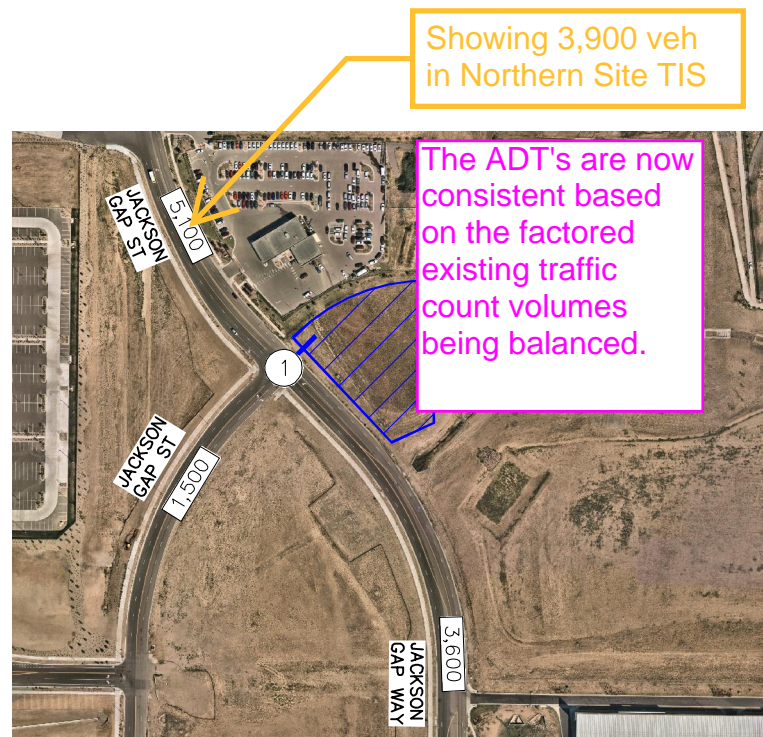 Showing 3,900 veh
in Northern Site TIS
The ADT's are now
consistent based
on the factored
existing traffic
count volumes
being balanced.
JACKSON
GAP ST
5,100
1
JACKSON
GAP ST
1,500
JACKSON
GAP WAY
3,600